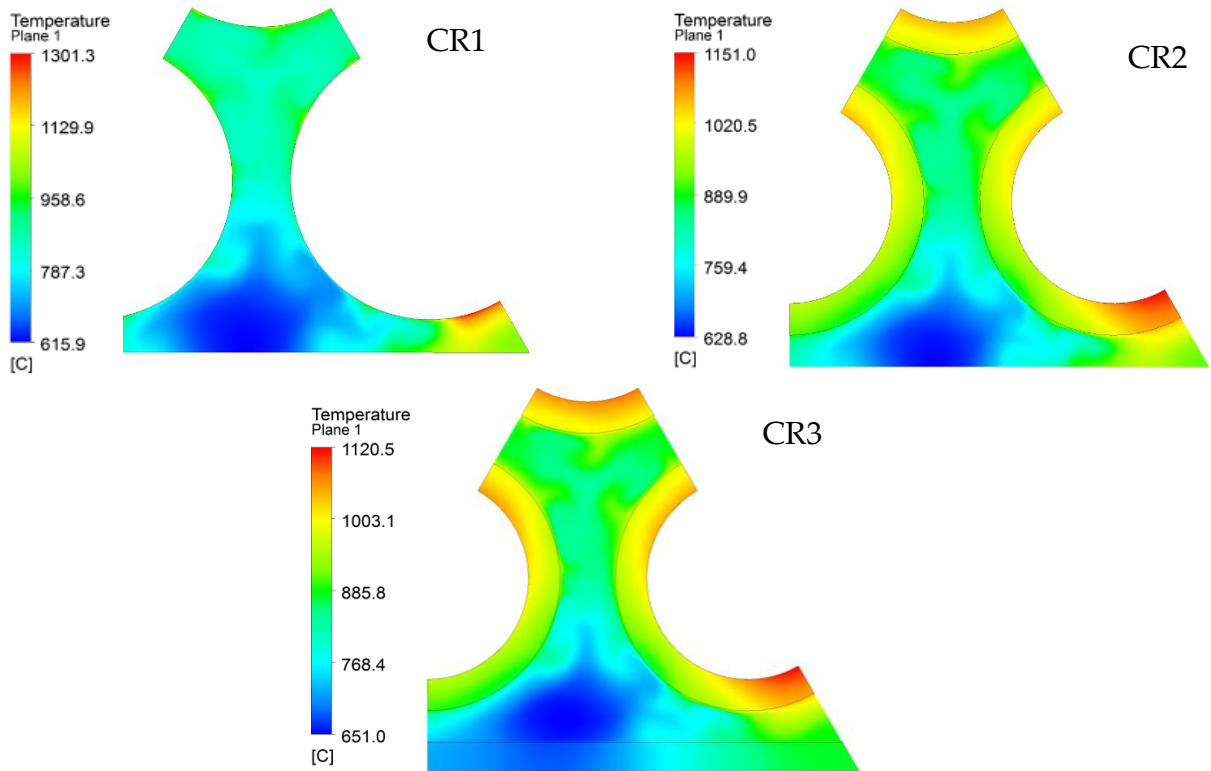 Temperature
Plane 1
1301.3
1129.9
958.6
787.3
615.9
[C]
CR1
Temperature
Plane 1
1151.0
1020.5
889.9
759.4
628.8
[C]
CR2
Temperature
Plane 1
1120.5
1003.1
885.8
768.4
651.0
[C]
CR3